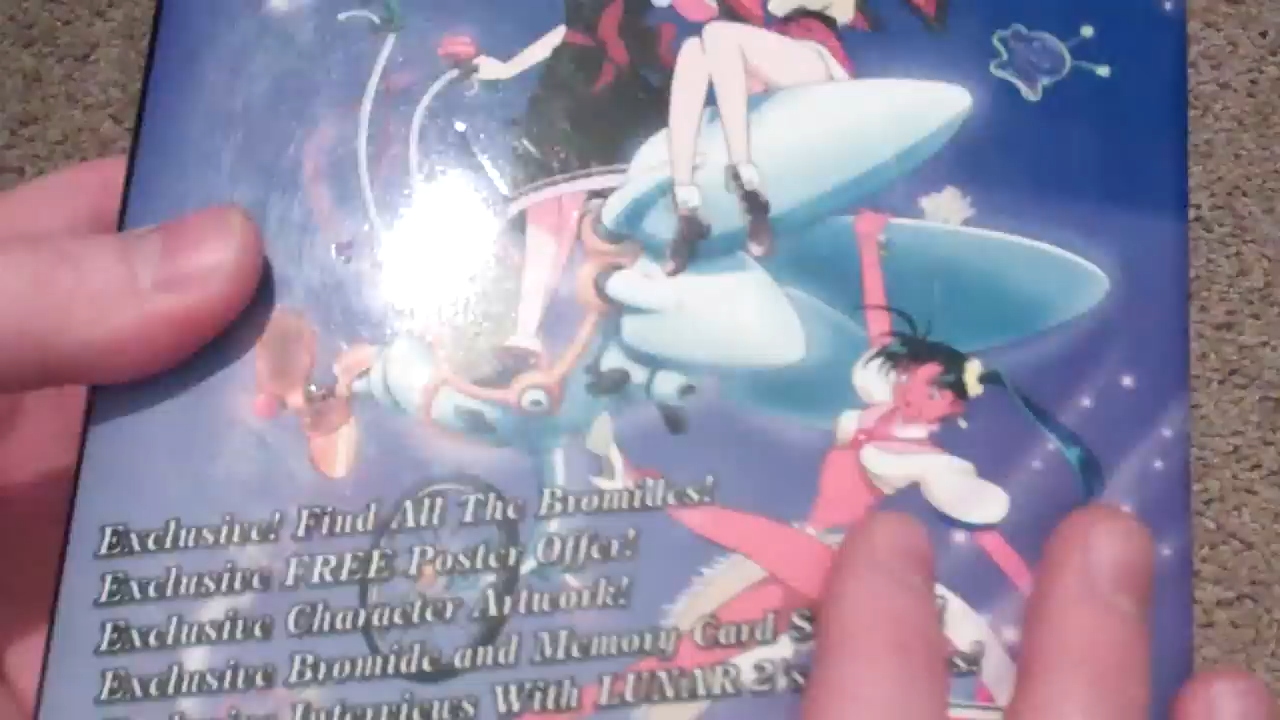 Exclusive! Find All The Bromides!
Exclusive FREE Poster Offer!
Exclusive Character Artwork!
Exclusive Bromide and Memory Card S
Exclusive Interviews With LUNAR 2's